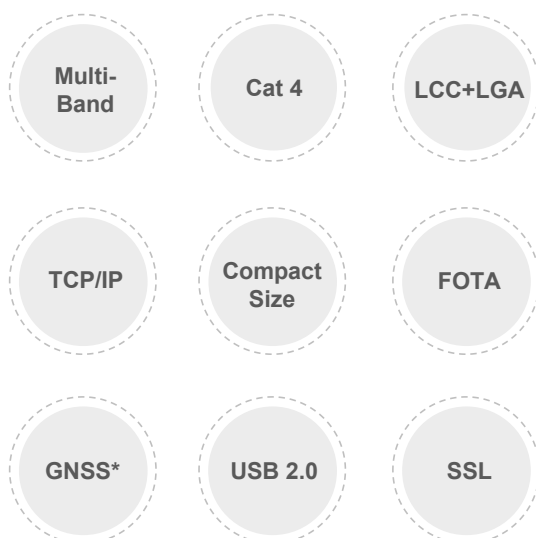 Multi-
Band
Cat 4
LCC+LGA
TCP/IP
Compact
Size
FOTA
GNSS*
USB 2.0
SSL